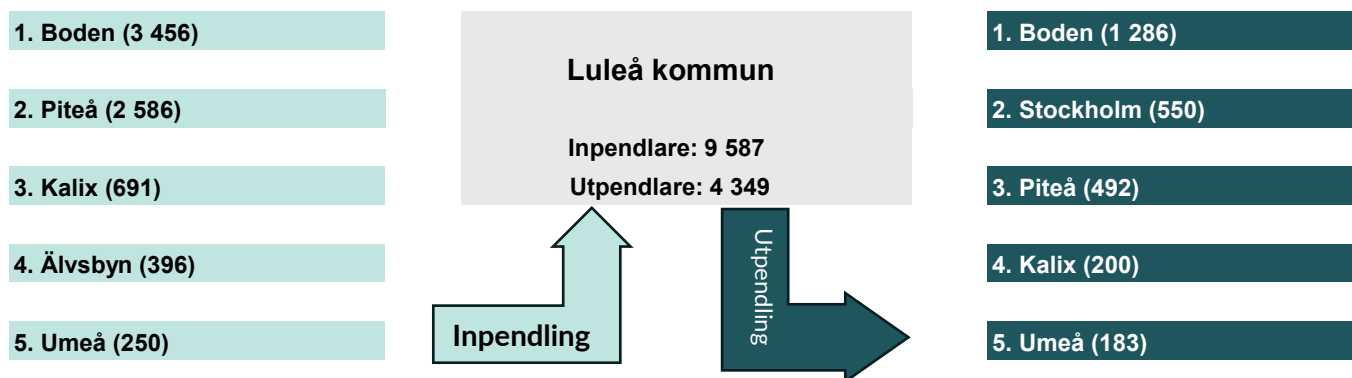 1. Boden (3 456)
2. Piteå (2 586)
3. Kalix (691)
4. Älvsbyn (396)
5. Umeå (250)
Luleå kommun
Inpendlare: 9 587
Utpendlare: 4 349
Inpendling
Utpendling
1. Boden (1 286)
2. Stockholm (550)
3. Piteå (492)
4. Kalix (200)
5. Umeå (183)